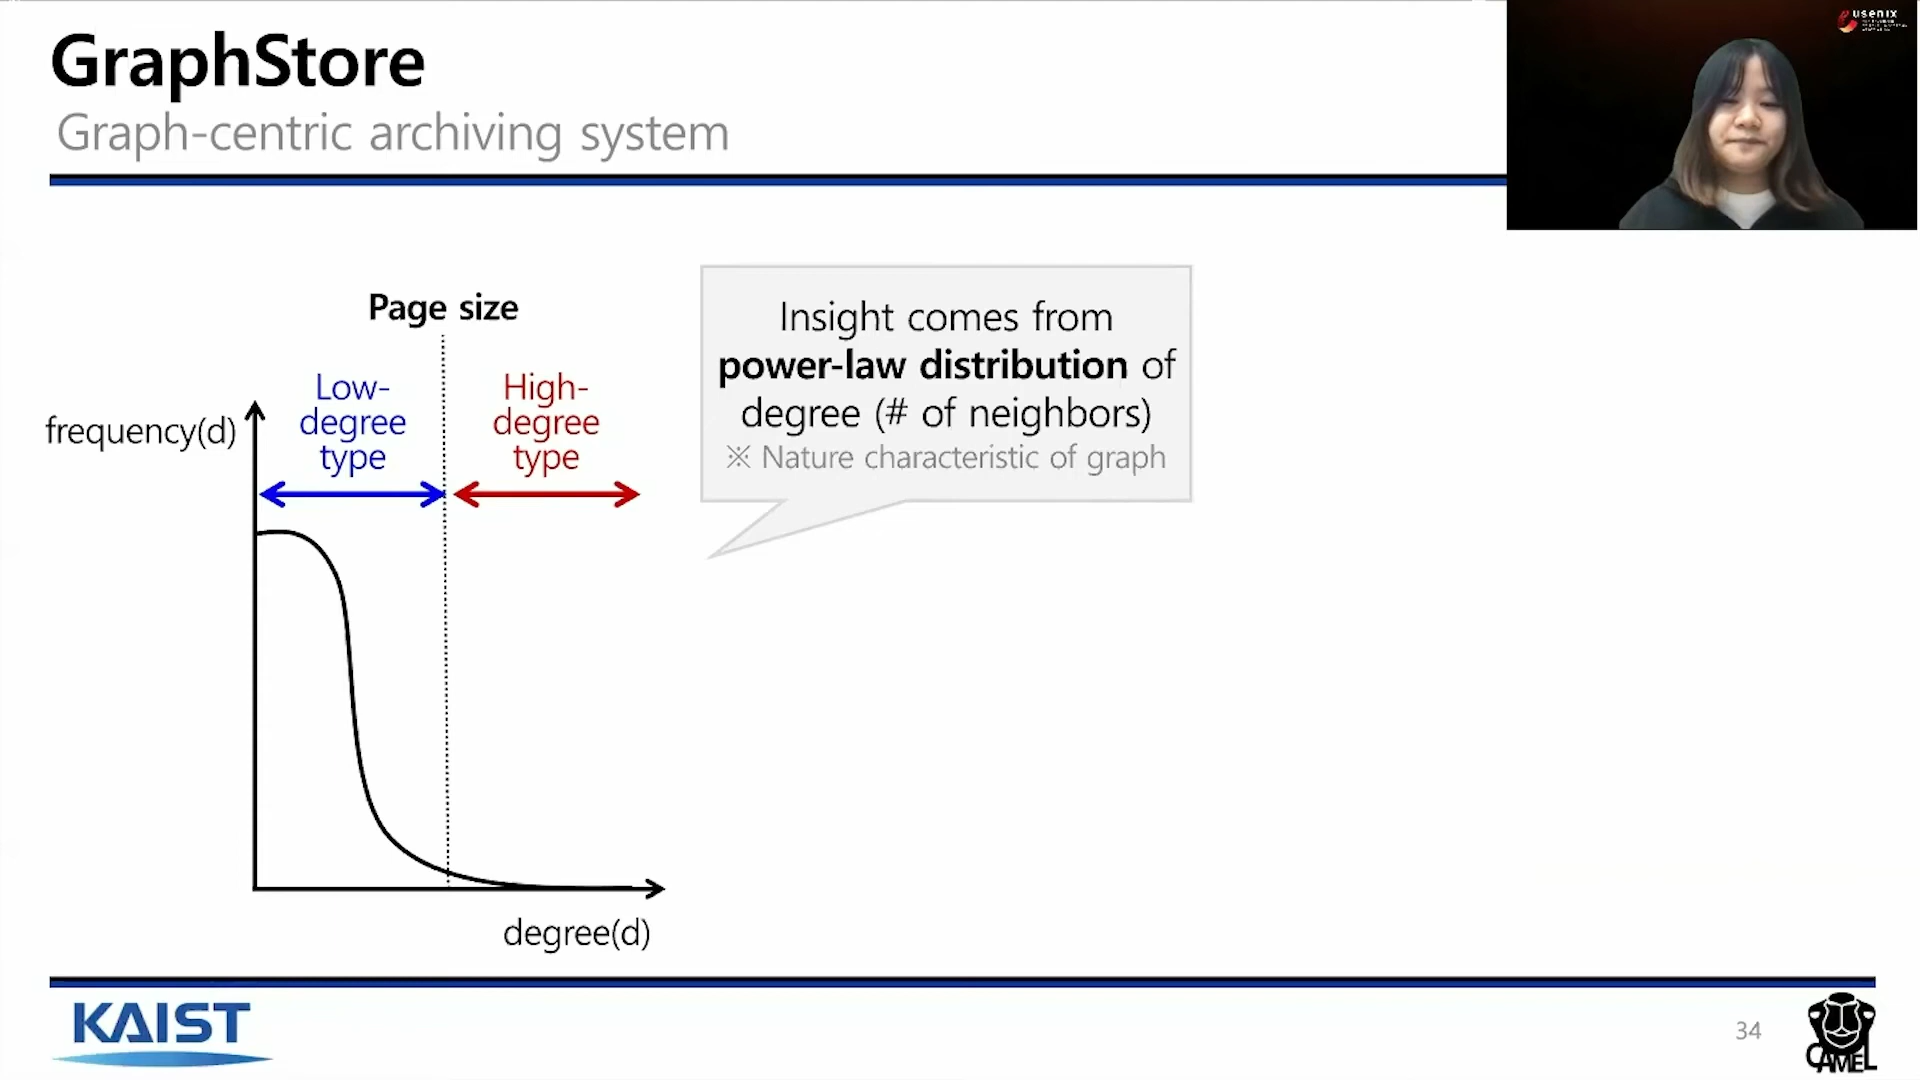 GraphStore
Graph-centric archiving system
usenix
Page size
Low-
degree
type
High-
degree
type
frequency(d)
degree(d)
Insight comes from
power-law distribution of
degree (# of neighbors)
※ Nature characteristic of graph
KAIST
34
CAMEL